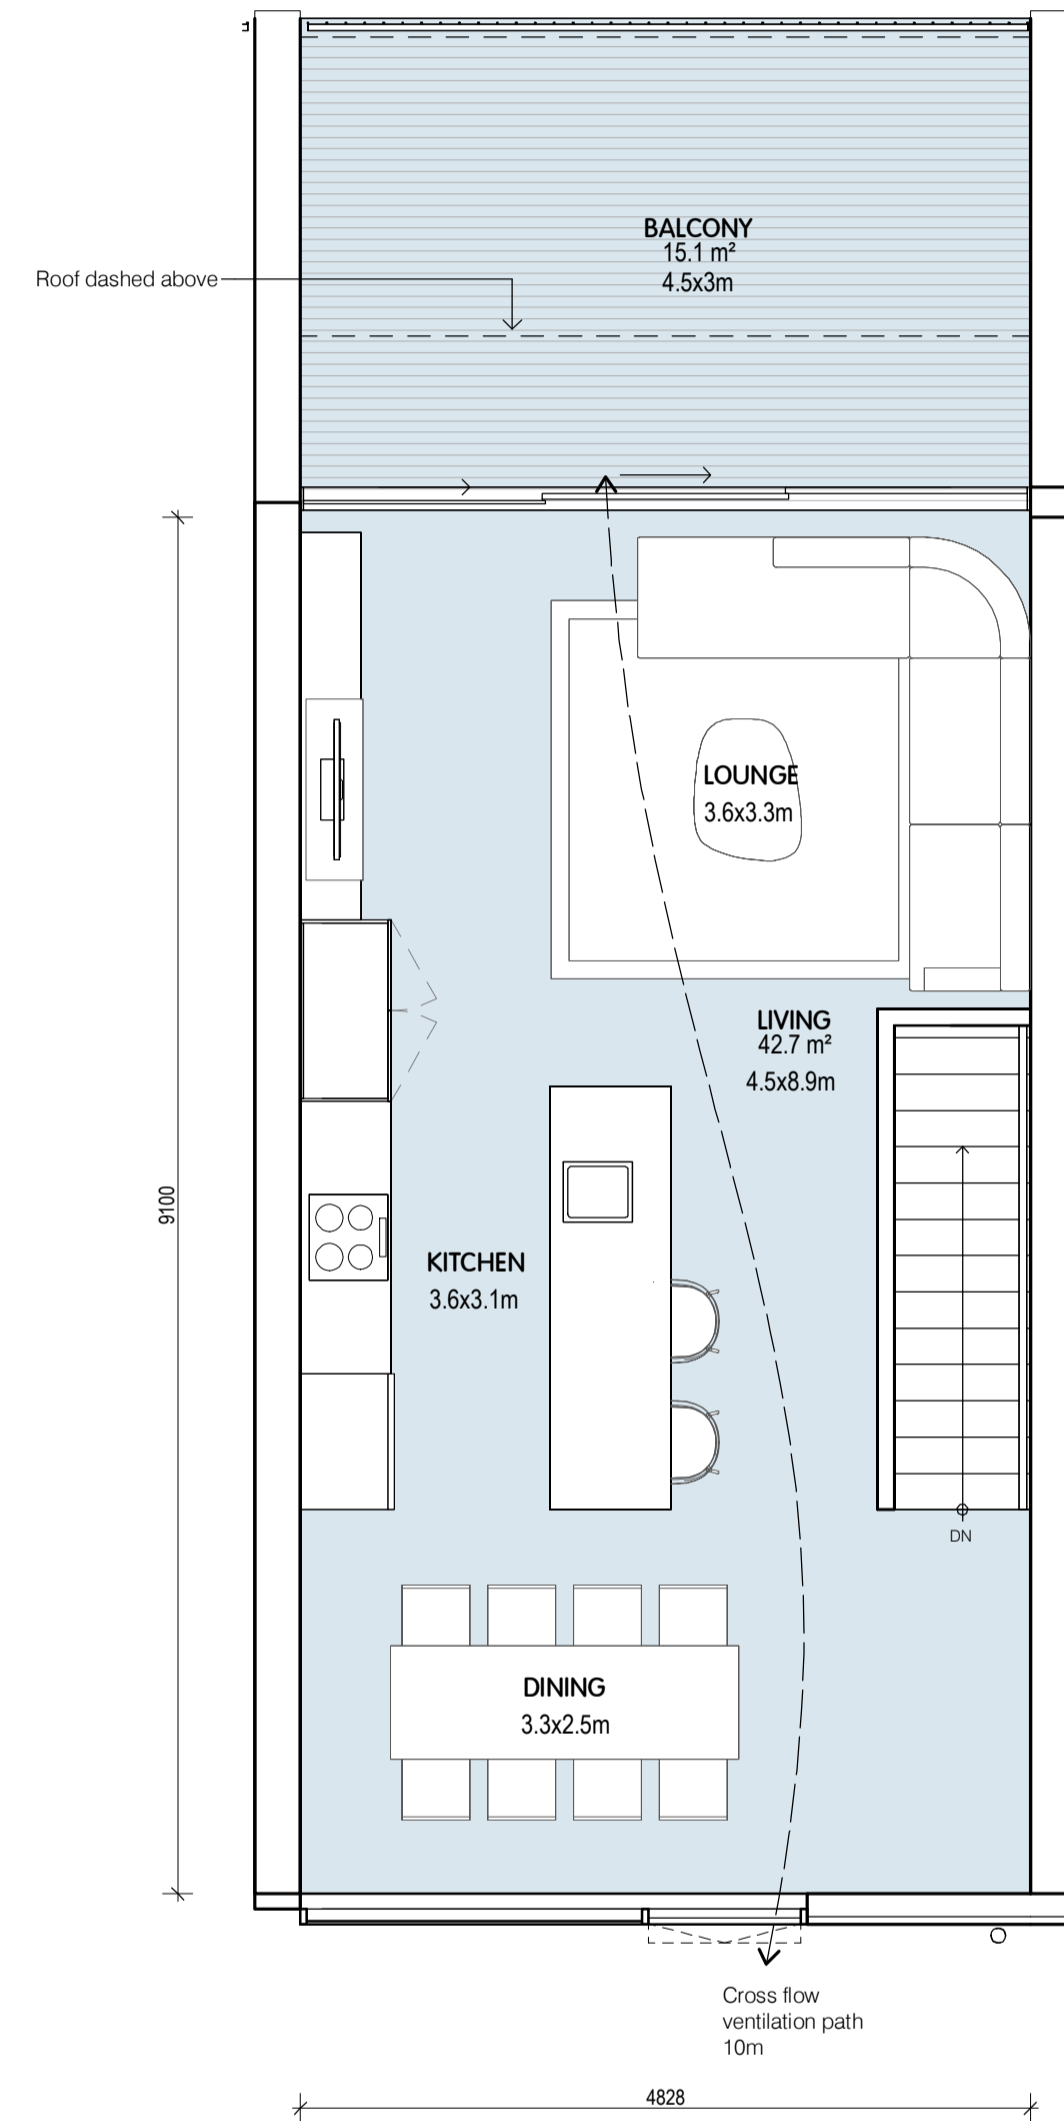 BALCONY
15.1 m²
4.5x3m
Roof dashed above
LOUNGE
3.6x3.3m
LIVING
42.7 m²
4.5x8.9m
9100
KITCHEN
3.6x3.1m
DN
DINING
3.3x2.5m
Cross flow
ventilation path
10m
4828